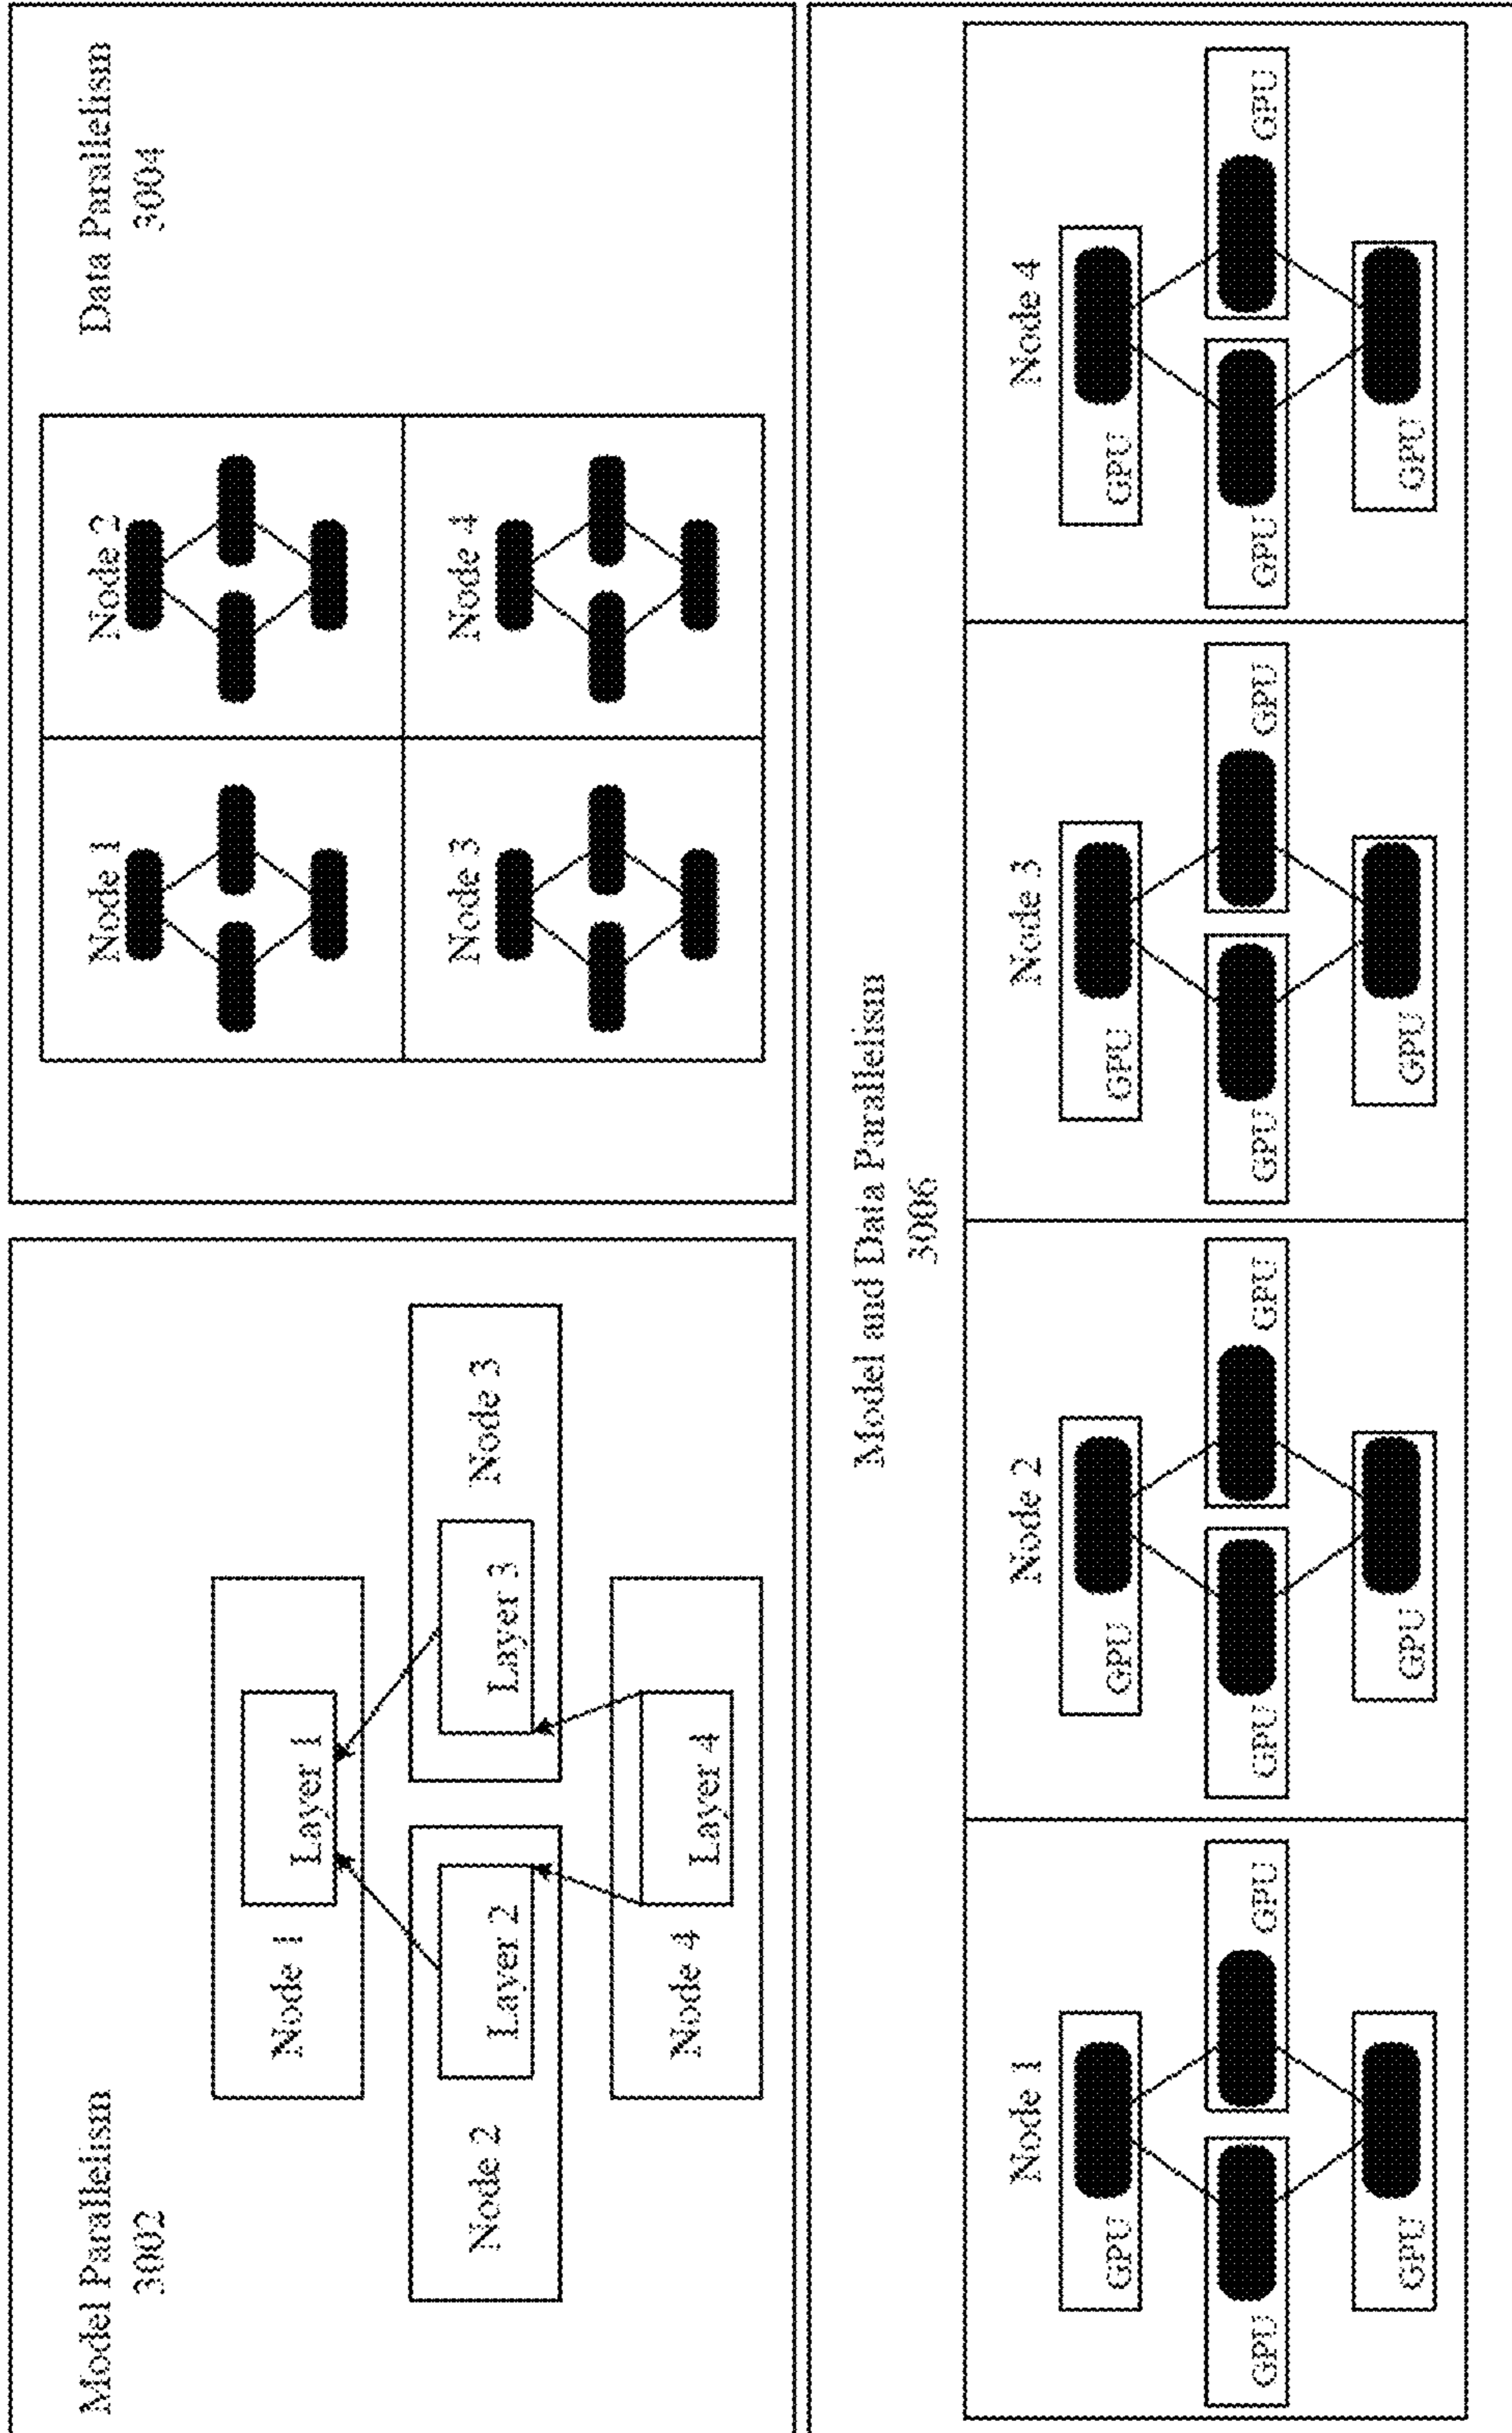 Model Parallelism
3002
Node 1
Layer 1
Node 2
Layer 2
Layer 3
Node 3
Node 4
Layer 4
Data Parallelism
3004
Node 1
Node 2
Node 3
Node 4
Model and Data Parallelism
3006
Node 1
GPU
GPU
GPU
GPU
Node 2
GPU
GPU
GPU
GPU
Node 3
GPU
GPU
GPU
GPU
Node 4
GPU
GPU
GPU
GPU